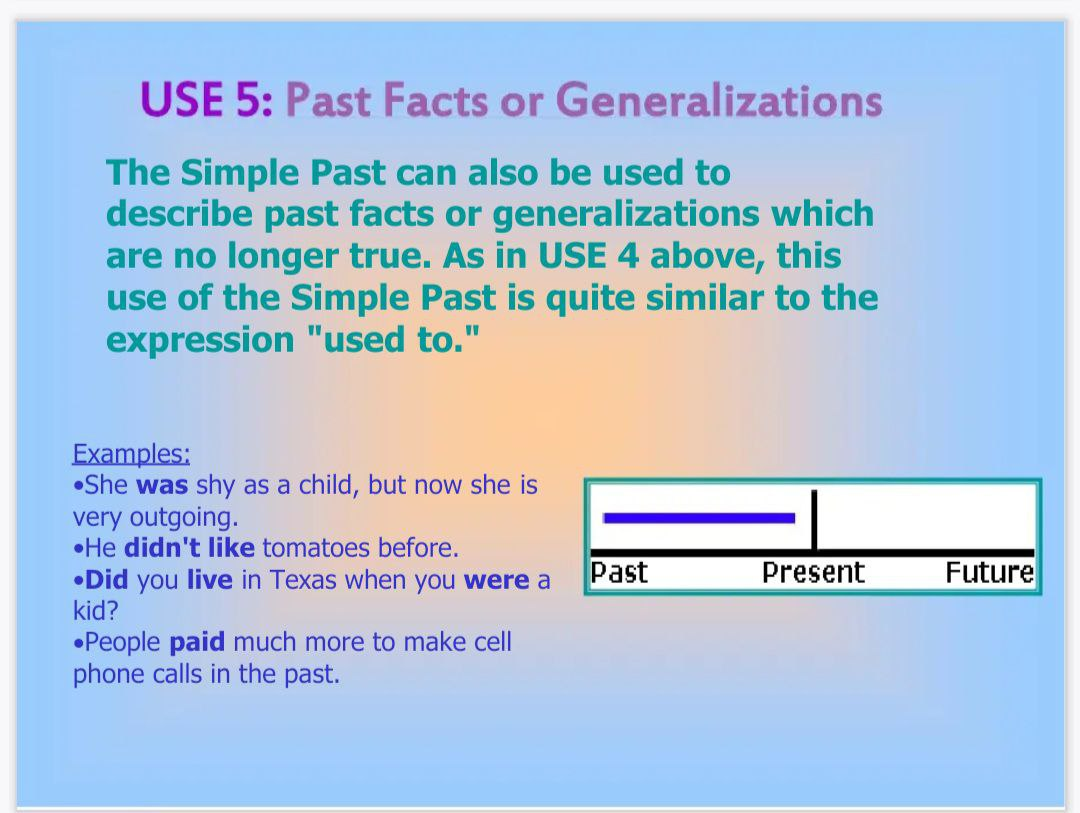 USE 5: Past Facts or Generalizations
The Simple Past can also be used to
describe past facts or generalizations which
are no longer true. As in USE 4 above, this
use of the Simple Past is quite similar to the
expression "used to."
Examples:
•She was shy as a child, but now she is
very outgoing.
•He didn't like tomatoes before.
•Did you live in Texas when you were a
kid?
•People paid much more to make cell
phone calls in the past.
Past Present Future